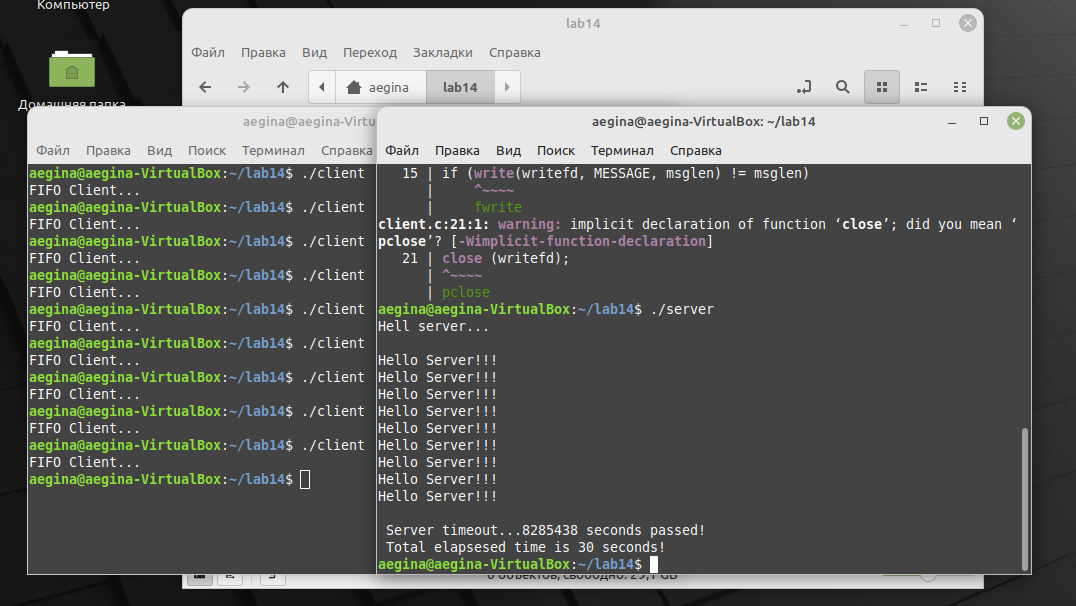 Компьютер
Домашняя папка
lab14
Файл Правка Вид Переход Закладки Справка
aegina lab14
aegina@aegina-Virtu
Файл Правка Вид Поиск Терминал Справка
aegina@aegina-VirtualBox:~/lab14$ ./client
FIFO Client...
aegina@aegina-VirtualBox:~/lab14$ ./client
FIFO Client...
aegina@aegina-VirtualBox:~/lab14$ ./client
FIFO Client...
aegina@aegina-VirtualBox:~/lab14$ ./client
FIFO Client...
aegina@aegina-VirtualBox:~/lab14$ ./client
FIFO Client...
aegina@aegina-VirtualBox:~/lab14$ ./client
FIFO Client...
aegina@aegina-VirtualBox:~/lab14$ ./client
FIFO Client...
aegina@aegina-VirtualBox:~/lab14$ ./client
FIFO Client...
aegina@aegina-VirtualBox:~/lab14$ ./client
FIFO Client...
aegina@aegina-VirtualBox:~/lab14$
aegina@aegina-VirtualBox: ~/lab14
Файл Правка Вид Поиск Терминал Справка
15 | if (write(writefd, MESSAGE, msglen) != msglen)
| ^~~~~
| fwrite
client.c:21:1: warning: implicit declaration of function ‘close’; did you mean ‘
pclose’? [-Wimplicit-function-declaration]
21 | close (writefd);
| ^~~~~
| pclose
aegina@aegina-VirtualBox:~/lab14$ ./server
Hell server...
Hello Server!!!
Hello Server!!!
Hello Server!!!
Hello Server!!!
Hello Server!!!
Hello Server!!!
Hello Server!!!
Hello Server!!!
Hello Server!!!
Server timeout...8285438 seconds passed!
Total elapsesed time is 30 seconds!
aegina@aegina-VirtualBox:~/lab14$
объектов, свободно: 29,1 GB